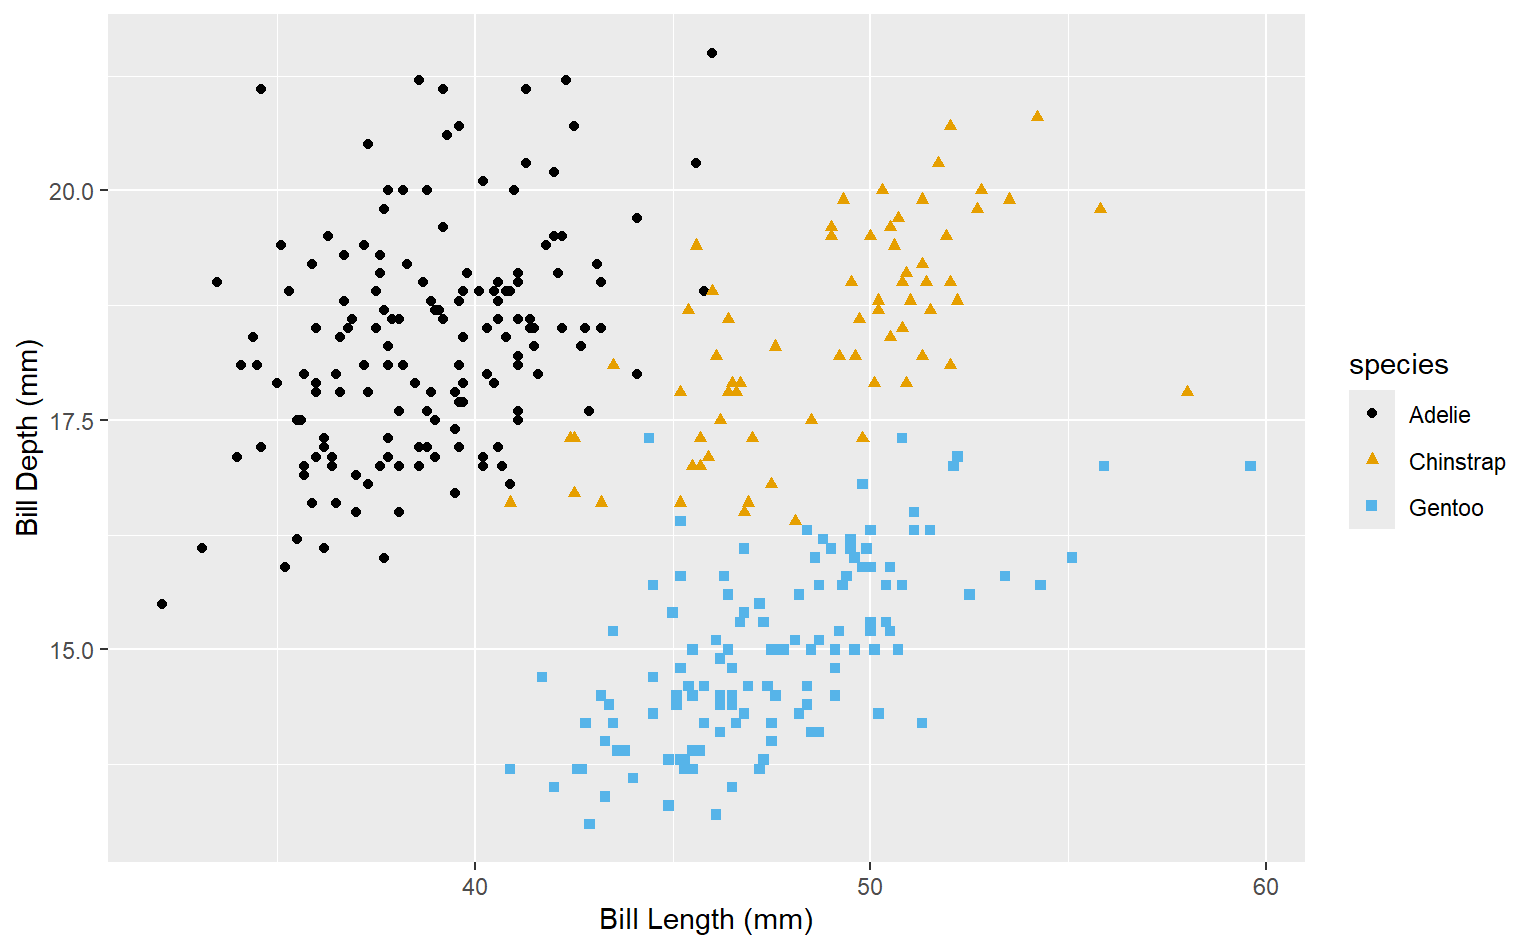 20.0
17.5
15.0
Bill Depth (mm)
40
50
60
Bill Length (mm)
species
Adelie
Chinstrap
Gentoo